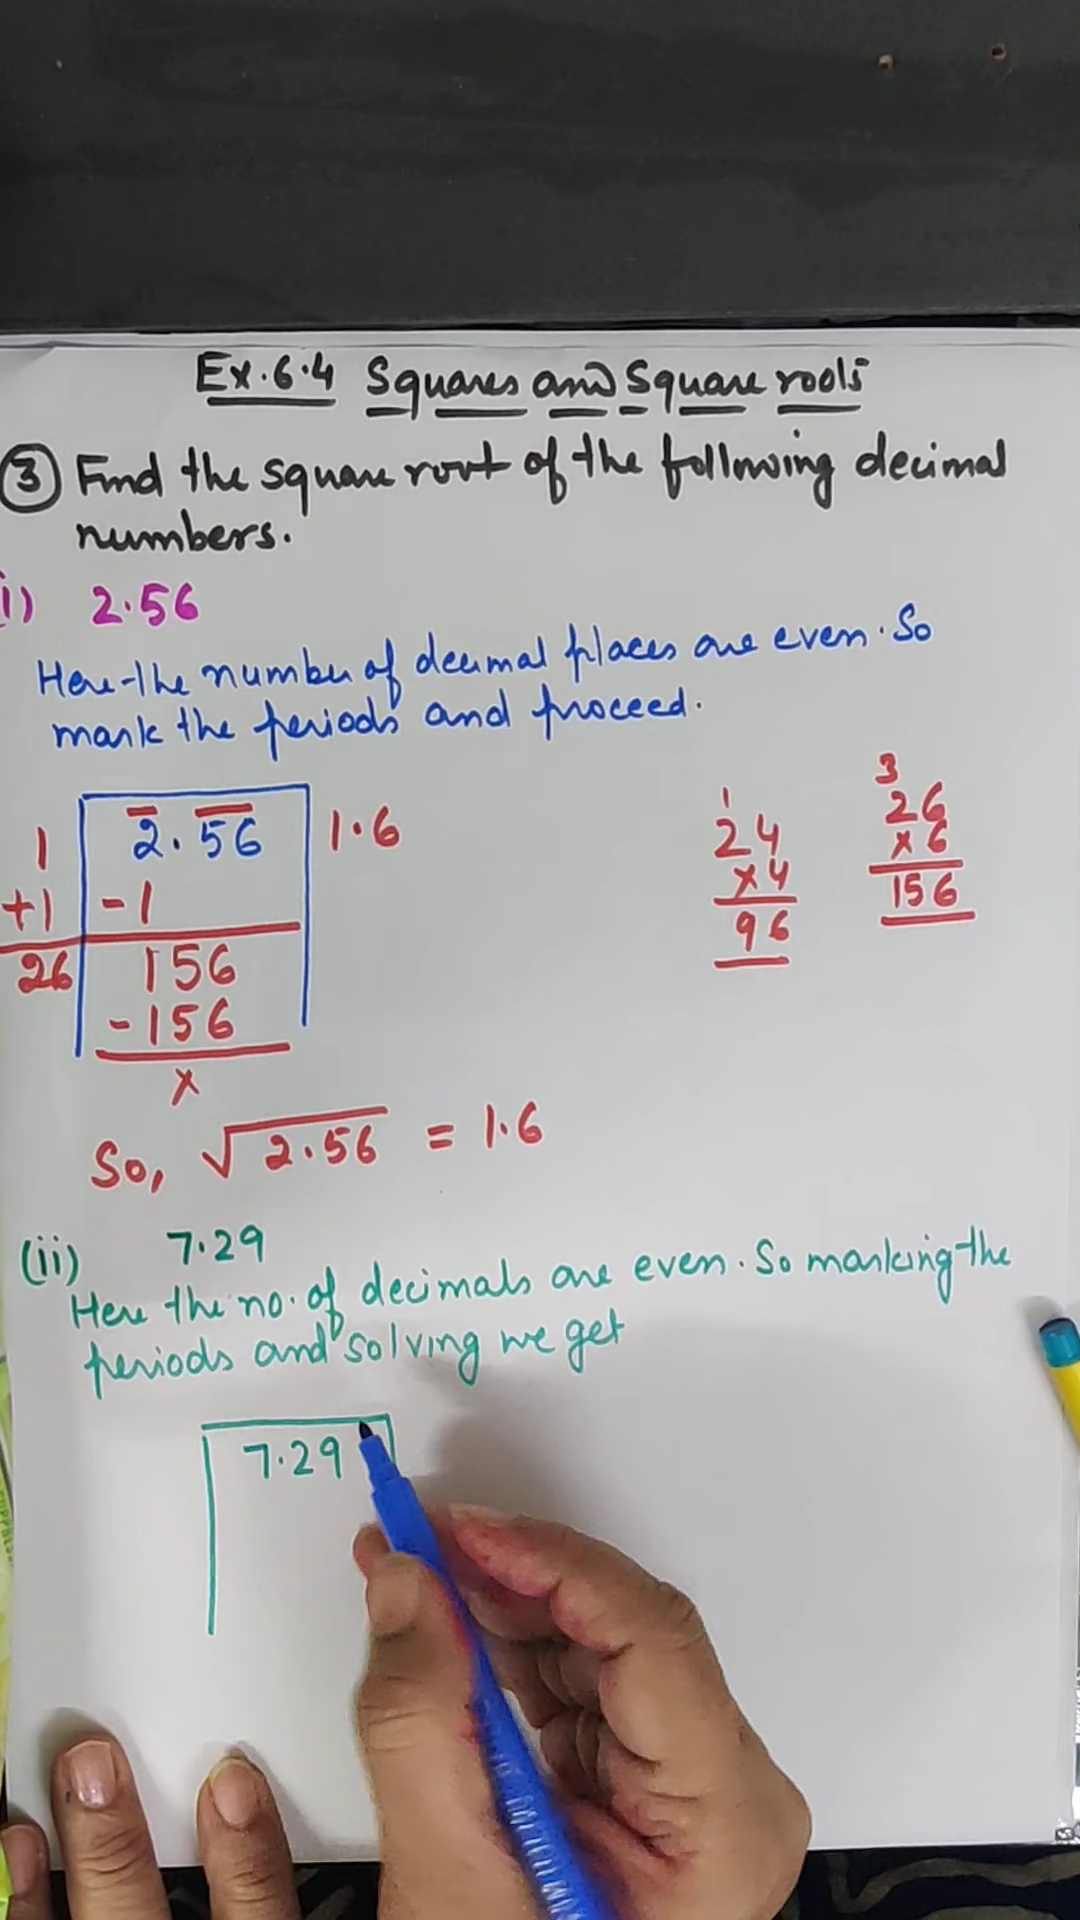 Ex. 6.4 Squares and Square roots
③ Find the square root of the following decimal
numbers.
i) 2.56
Here the number of decimal places are even. So
mark the periods and proceed.
1 2.56 1.6
+1 -1
26 156
-156
x
1
24
x4
96
3
26
x6
156
So, √2.56 = 1.6
(ii) 7.29
Here the no. of decimals are even. So marking the
periods and solving we get
7.29